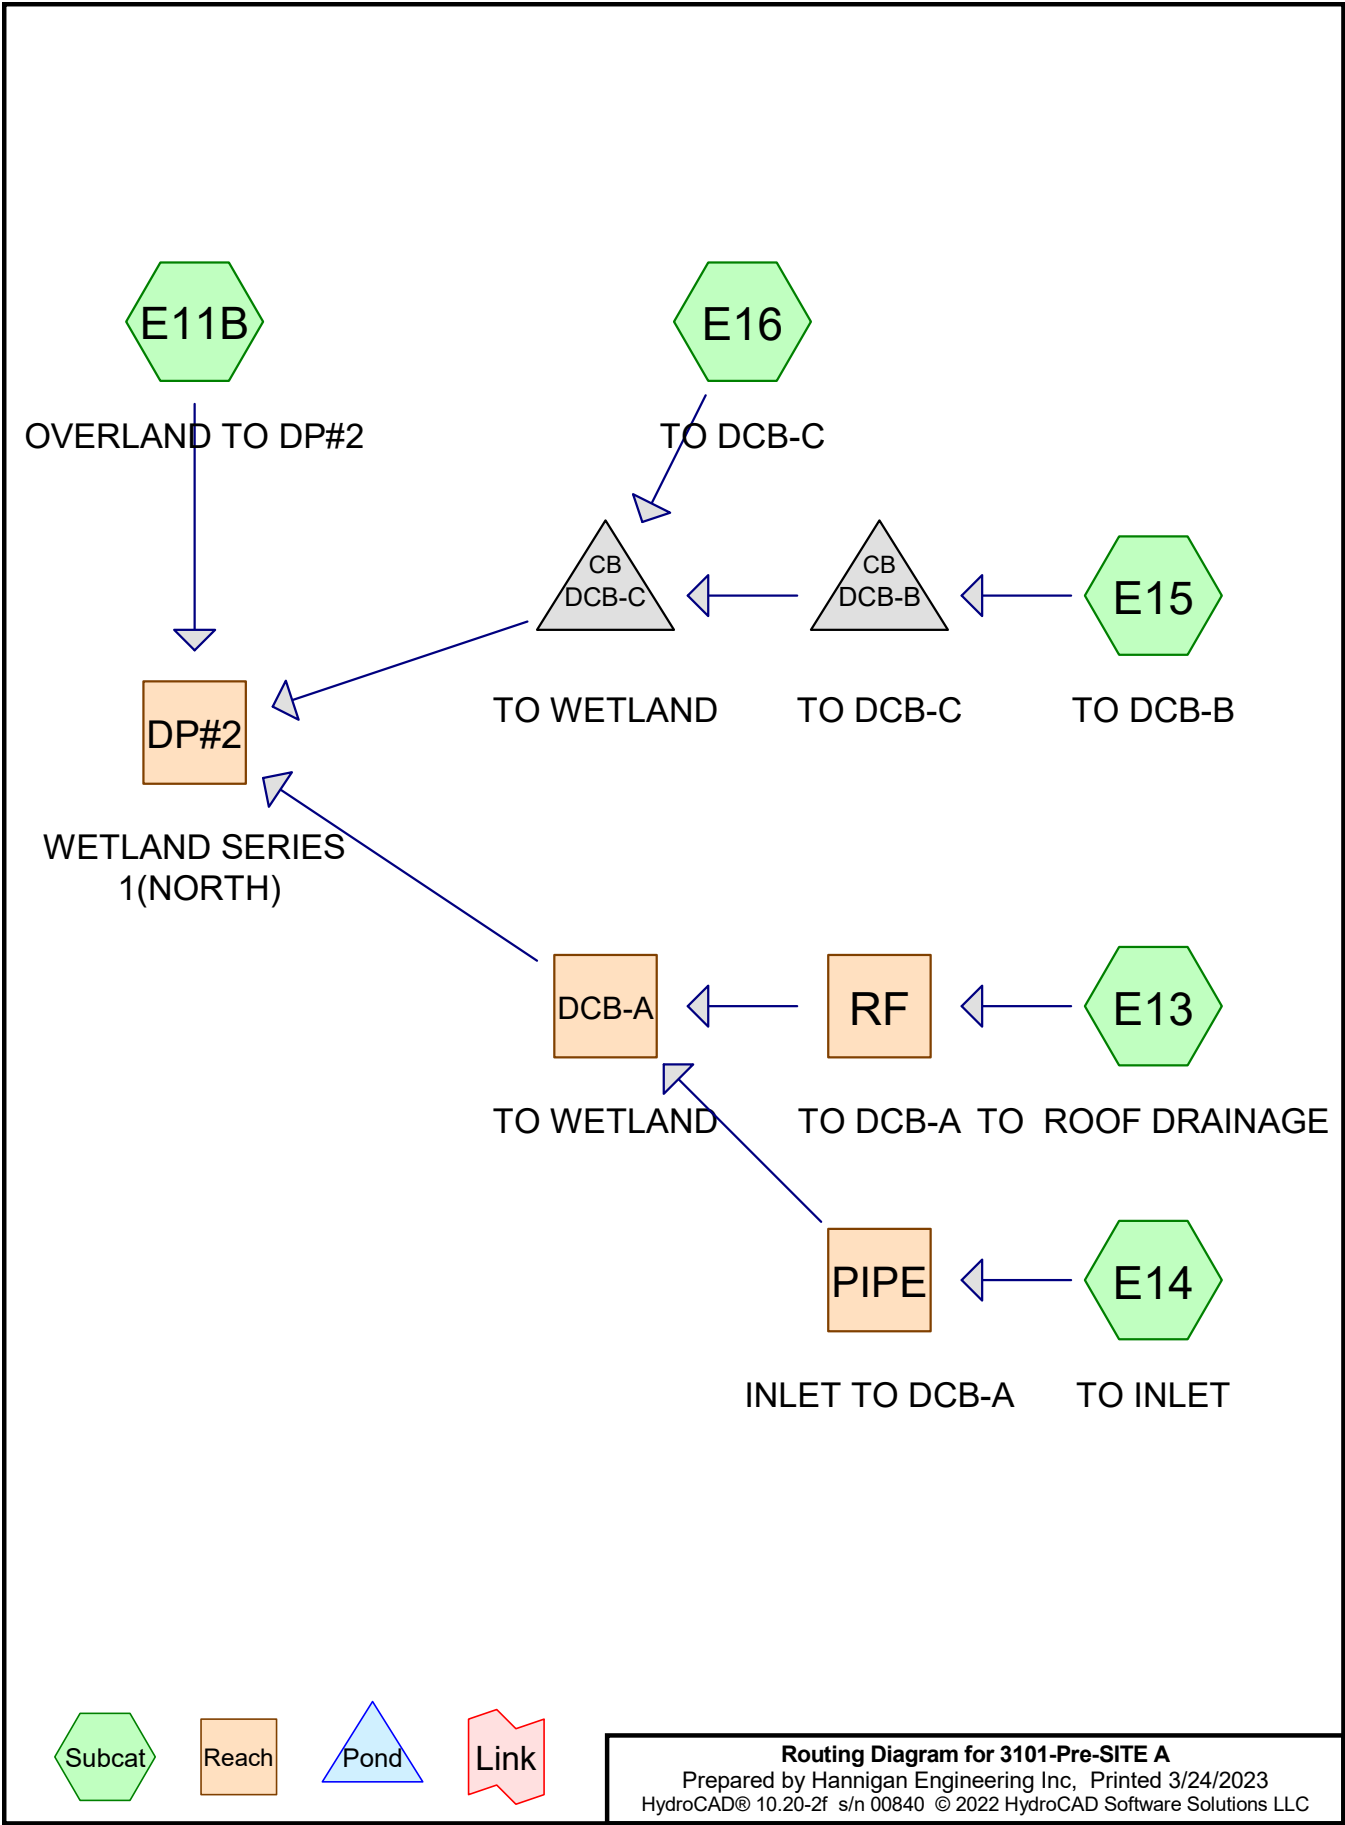 E11B
E16
OVERLAND TO DP#2
TO DCB-C
CB
DCB-C
CB
DCB-B
E15
TO WETLAND
TO DCB-C
TO DCB-B
DP#2
WETLAND SERIES
1(NORTH)
DCB-A
RF
E13
TO WETLAND
TO DCB-A
TO ROOF DRAINAGE
PIPE
E14
INLET TO DCB-A
TO INLET
Subcat
Reach
Pond
Link
Routing Diagram for 3101-Pre-SITE A
Prepared by Hannigan Engineering Inc, Printed 3/24/2023
HydroCAD® 10.20-2f s/n 00840 © 2022 HydroCAD Software Solutions LLC